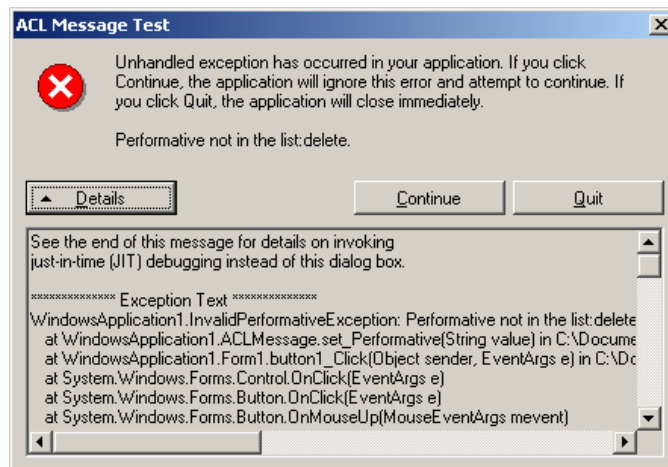 ACL Message Test
Unhandled exception has occurred in your application. If you click
Continue, the application will ignore this error and attempt to continue. If
you click Quit, the application will close immediately.
Performative not in the list:delete.
Details
Continue
Quit
See the end of this message for details on invoking
just-in-time (JIT) debugging instead of this dialog box.
************** Exception Text **************
WindowsApplication1.InvalidPerformativeException: Performative not in the list:delete
at WindowsApplication1.ACLMessage.set_Performative(String value) in C:\Docume
at WindowsApplication1.Form1.button1_Click(Object sender, EventArgs e) in C:\Do
at System.Windows.Forms.Control.OnClick(EventArgs e)
at System.Windows.Forms.Button.OnClick(EventArgs e)
at System.Windows.Forms.Button.OnMouseUp(MouseEventArgs mevent)